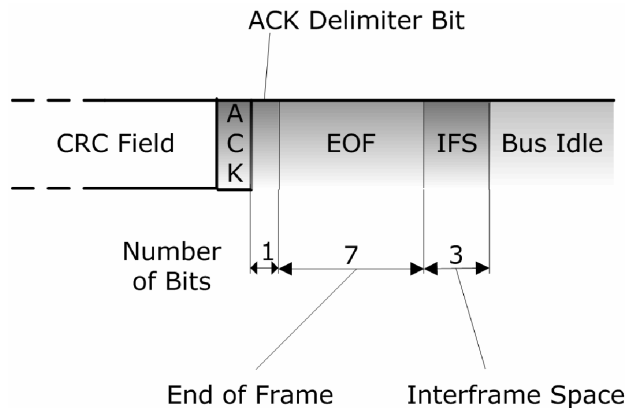 ACK Delimiter Bit
CRC Field
A
C
K
EOF
IFS
Bus Idle
Number
of Bits
1
7
3
End of Frame
Interframe Space